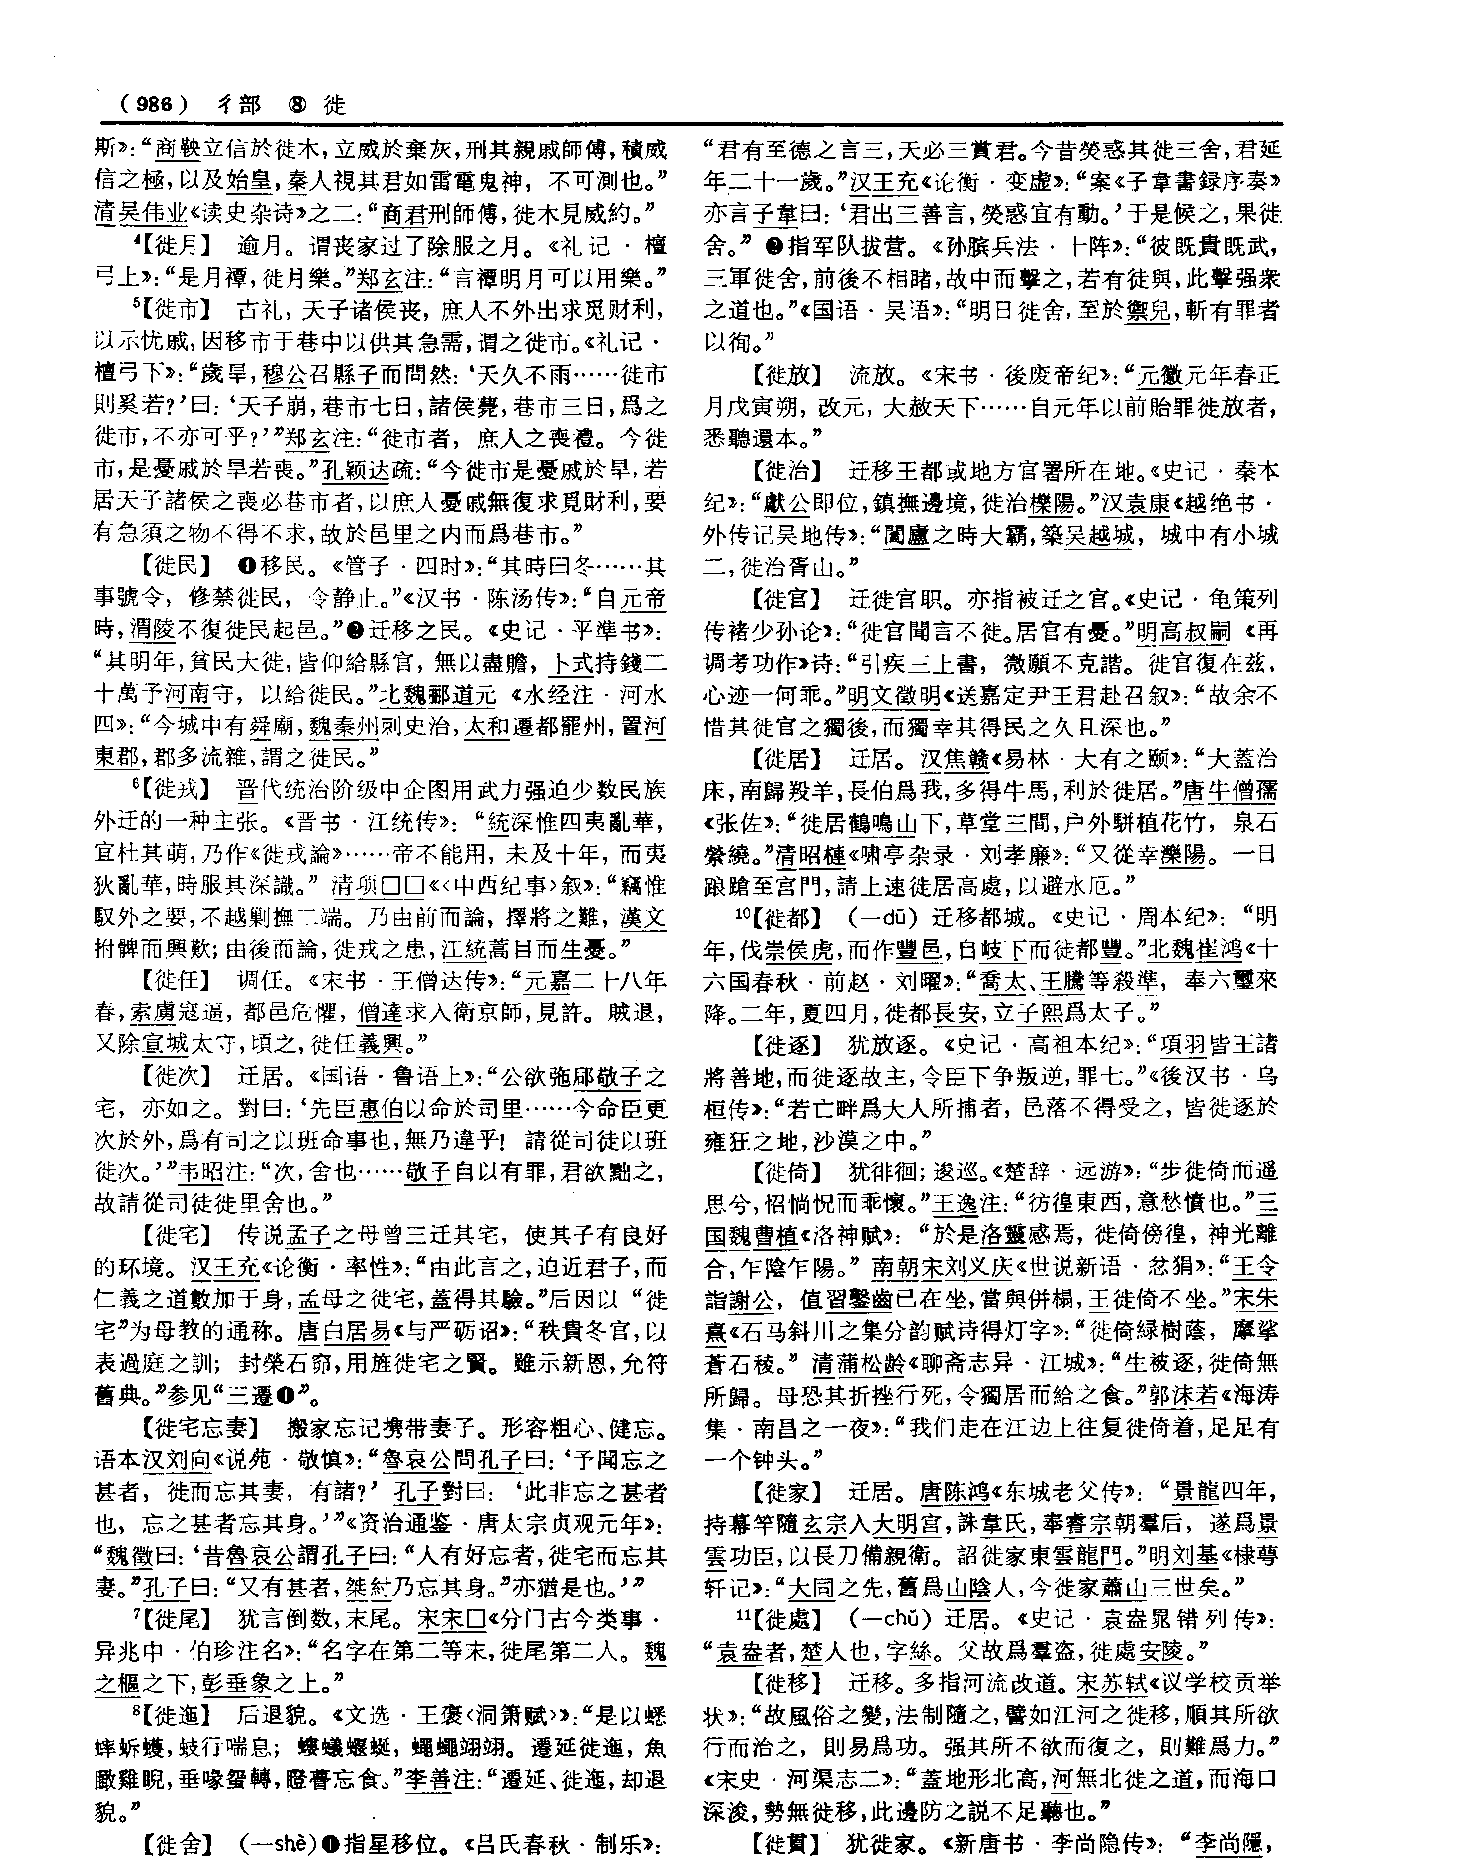 （986） 彳部 ⑧ 徙
斯》：“商鞅立信於徙木，立威於棄灰，刑其親戚師傅，積威
信之極，以及始皇，秦人視其君如雷電鬼神，不可測也。”
清吴伟业《读史杂诗》之二：“商君刑師傅，徙木見威約。”
⁴【徙月】 逾月。谓丧家过了除服之月。《礼记·檀
弓上》：“是月禫，徙月樂。”郑玄注：“言禫明月可以用樂。”
⁵【徙市】 古礼，天子诸侯丧，庶人不外出求觅财利，
以示忧戚，因移市于巷中以供其急需，谓之徙市。《礼记·
檀弓下》：“歲旱，穆公召縣子而問然：‘天久不雨……徙市
則奚若？’曰：‘天子崩，巷市七日，諸侯薨，巷市三日，爲之
徙市，不亦可乎？’”郑玄注：“徙市者，庶人之喪禮。今徙
市，是憂戚於旱若喪。”孔颖达疏：“今徙市是憂戚於旱，若
居天子諸侯之喪必巷市者，以庶人憂戚無復求覓財利，要
有急須之物不得不求，故於邑里之内而爲巷市。”
【徙民】 ❶移民。《管子·四时》：“其時曰冬……其
事號令，修禁徙民，令静止。”《汉书·陈汤传》：“自元帝
時，渭陵不復徙民起邑。”❷迁移之民。《史记·平準书》：
“其明年，貧民大徙，皆仰給縣官，無以盡贍，卜式持錢二
十萬予河南守，以給徙民。”北魏郦道元《水经注·河水
四》：“今城中有舜廟，魏秦州刺史治，太和遷都罷州，置河
東郡，郡多流雜，謂之徙民。”
⁶【徙戎】 晋代统治阶级中企图用武力强迫少数民族
外迁的一种主张。《晋书·江统传》：“統深惟四夷亂華，
宜杜其萌，乃作《徙戎論》……帝不能用，未及十年，而夷
狄亂華，時服其深識。”清项□□《〈中西纪事〉叙》：“竊惟
馭外之要，不越剿撫二端。乃由前而論，擇將之難，漢文
拊髀而興歎；由後而論，徙戎之患，江統蒿目而生憂。”
【徙任】 调任。《宋书·王僧达传》：“元嘉二十八年
春，索虜寇逼，都邑危懼，僧達求入衛京師，見許。賊退，
又除宣城太守，頃之，徙任義興。”
【徙次】 迁居。《国语·鲁语上》：“公欲弛郈敬子之
宅，亦如之。對曰：‘先臣惠伯以命於司里……今命臣更
次於外，爲有司之以班命事也，無乃違乎！請從司徒以班
徙次。’”韦昭注：“次，舍也……敬子自以有罪，君欲黜之，
故請從司徒徙里舍也。”
【徙宅】 传说孟子之母曾三迁其宅，使其子有良好
的环境。汉王充《论衡·率性》：“由此言之，迫近君子，而
仁義之道數加于身，孟母之徙宅，蓋得其驗。”后因以“徙
宅”为母教的通称。唐白居易《与严砺诏》：“秩貴冬官，以
表過庭之訓；封榮石窌，用旌徙宅之賢。雖示新恩，允符
舊典。”参见“三遷❶”。
【徙宅忘妻】 搬家忘记携带妻子。形容粗心、健忘。
语本汉刘向《说苑·敬慎》：“魯哀公問孔子曰：‘予聞忘之
甚者，徙而忘其妻，有諸？’孔子對曰：‘此非忘之甚者
也，忘之甚者忘其身。’”《资治通鉴·唐太宗贞观元年》：
“魏徵曰：‘昔魯哀公謂孔子曰：“人有好忘者，徙宅而忘其
妻。”孔子曰：“又有甚者，桀紂乃忘其身。”亦猶是也。’”
⁷【徙尾】 犹言倒数，末尾。宋宋□《分门古今类事·
异兆中·伯珍注名》：“名字在第二等末，徙尾第二人。魏
之樞之下，彭垂象之上。”
⁸【徙迤】 后退貌。《文选·王褒〈洞箫赋〉》：“是以蟋
蟀蚸蠖，蚑行喘息；螻蟻蝘蜒，蠅蠅翊翊。遷延徙迤，魚
瞰雞睨，垂喙䖤轉，瞪瞢忘食。”李善注：“遷延、徙迤，却退
貌。”
【徙舍】 （—shè）❶指星移位。《吕氏春秋·制乐》：
“君有至德之言三，天必三賞君。今昔熒惑其徙三舍，君延
年二十一歲。”汉王充《论衡·变虚》：“案《子韋書録序奏》
亦言子韋曰：‘君出三善言，熒惑宜有動。’于是候之，果徙
舍。”❷指军队拔营。《孙膑兵法·十阵》：“彼既貴既武，
三軍徙舍，前後不相睹，故中而擊之，若有徒與，此擊强衆
之道也。”《国语·吴语》：“明日徙舍，至於禦兒，斬有罪者
以徇。”
【徙放】 流放。《宋书·後废帝纪》：“元徽元年春正
月戊寅朔，改元，大赦天下……自元年以前貽罪徙放者，
悉聽還本。”
【徙治】 迁移王都或地方官署所在地。《史记·秦本
纪》：“獻公即位，鎮撫邊境，徙治櫟陽。”汉袁康《越绝书·
外传记吴地传》：“闔廬之時大霸，築吴越城，城中有小城
二，徙治胥山。”
【徙官】 迁徙官职。亦指被迁之官。《史记·龟策列
传褚少孙论》：“徙官聞言不徙。居官有憂。”明高叔嗣《再
调考功作》诗：“引疾三上書，微願不克諧。徙官復在兹，
心迹一何乖。”明文徵明《送嘉定尹王君赴召叙》：“故余不
惜其徙官之獨後，而獨幸其得民之久且深也。”
【徙居】 迁居。汉焦赣《易林·大有之颐》：“大蓋治
床，南歸殺羊，長伯爲我，多得牛馬，利於徙居。”唐牛僧孺
《张佐》：“徙居鶴鳴山下，草堂三間，户外駢植花竹，泉石
縈繞。”清昭槤《啸亭杂录·刘孝廉》：“又從幸灤陽。一日
踉蹌至宫門，請上速徙居高處，以避水厄。”
¹⁰【徙都】 （—dū）迁移都城。《史记·周本纪》：“明
年，伐崇侯虎，而作豐邑，自岐下而徙都豐。”北魏崔鸿《十
六国春秋·前赵·刘曜》：“喬太、王騰等殺準，奉六璽來
降。二年，夏四月，徙都長安，立子熙爲太子。”
【徙逐】 犹放逐。《史记·高祖本纪》：“項羽皆王諸
將善地，而徙逐故主，令臣下争叛逆，罪七。”《後汉书·乌
桓传》：“若亡畔爲大人所捕者，邑落不得受之，皆徙逐於
雍狂之地，沙漠之中。”
【徙倚】 犹徘徊；逡巡。《楚辞·远游》：“步徙倚而遥
思兮，怊惝怳而乖懷。”王逸注：“彷徨東西，意愁憤也。”三
国魏曹植《洛神赋》：“於是洛靈感焉，徙倚傍徨，神光離
合，乍陰乍陽。”南朝宋刘义庆《世说新语·忿狷》：“王令
詣謝公，值習鑿齒已在坐，當與併榻，王徙倚不坐。”宋朱
熹《石马斜川之集分韵赋诗得灯字》：“徙倚緑樹蔭，摩挲
蒼石稜。”清蒲松龄《聊斋志异·江城》：“生被逐，徙倚無
所歸。母恐其折挫行死，令獨居而給之食。”郭沫若《海涛
集·南昌之一夜》：“我们走在江边上往复徙倚着，足足有
一个钟头。”
【徙家】 迁居。唐陈鸿《东城老父传》：“景龍四年，
持幕竿隨玄宗入大明宫，誅韋氏，奉睿宗朝羣后，遂爲景
雲功臣，以長刀備親衛。詔徙家東雲龍門。”明刘基《棣萼
轩记》：“大同之先，舊爲山陰人，今徙家蕭山三世矣。”
¹¹【徙處】 （—chǔ）迁居。《史记·袁盎晁错列传》：
“袁盎者，楚人也，字絲。父故爲羣盗，徙處安陵。”
【徙移】 迁移。多指河流改道。宋苏轼《议学校贡举
状》：“故風俗之變，法制隨之，譬如江河之徙移，順其所欲
行而治之，則易爲功。强其所不欲而復之，則難爲力。”
《宋史·河渠志二》：“蓋地形北高，河無北徙之道，而海口
深浚，勢無徙移，此邊防之説不足聽也。”
【徙貫】 犹徙家。《新唐书·李尚隐传》：“李尚隱，